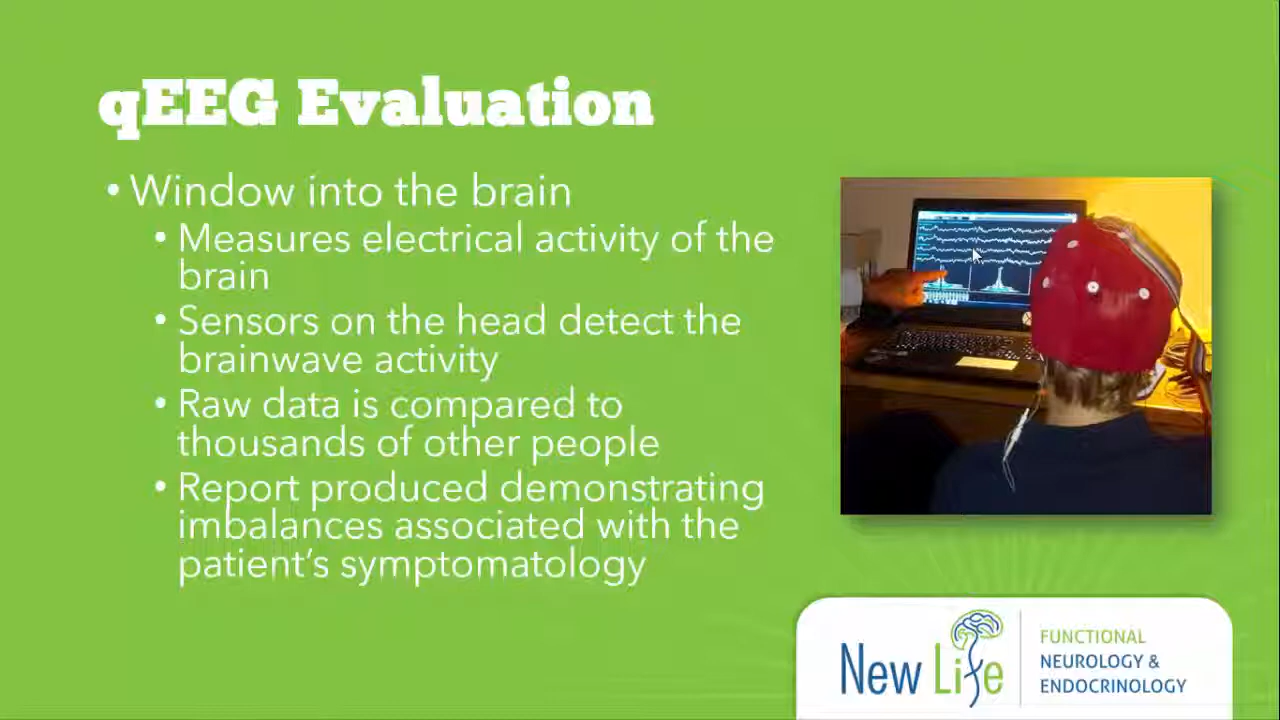 qEEG Evaluation
• Window into the brain
• Measures electrical activity of the
brain
• Sensors on the head detect the
brainwave activity
• Raw data is compared to
thousands of other people
• Report produced demonstrating
imbalances associated with the
patient's symptomatology
New Life
FUNCTIONAL
NEUROLOGY &
ENDOCRINOLOGY